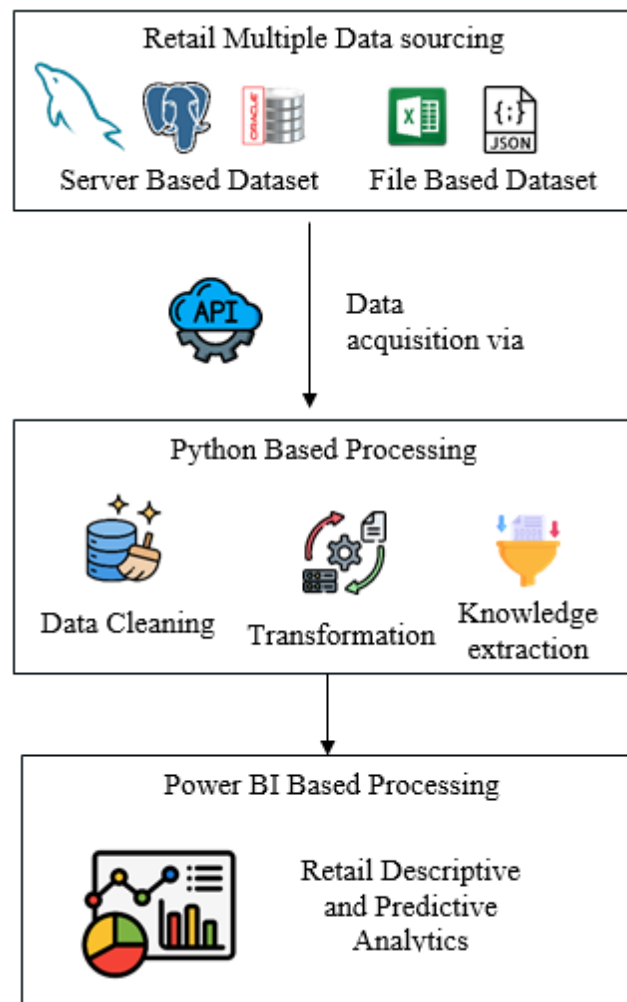 Retail Multiple Data sourcing
ORACLE
X
{;}
JSON
Server Based Dataset
File Based Dataset
API
Data
acquisition via
Python Based Processing
Data Cleaning
Transformation
Knowledge
extraction
Power BI Based Processing
Retail Descriptive
and Predictive
Analytics